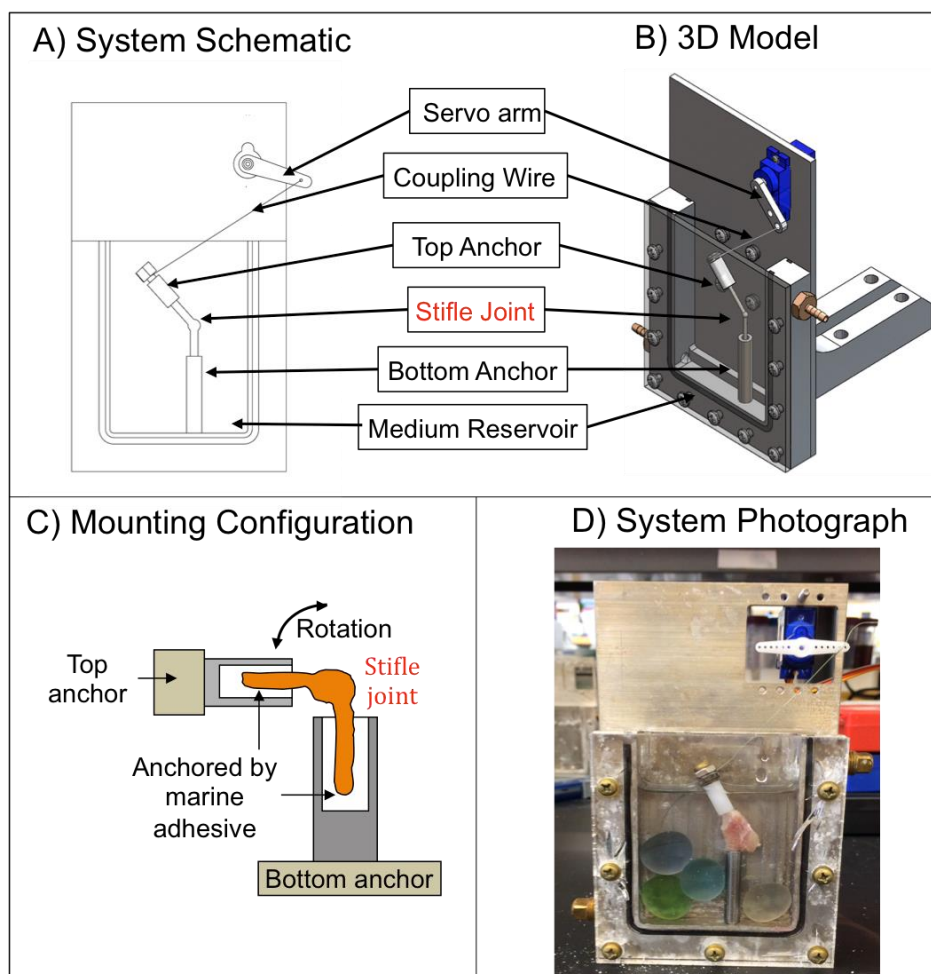 A) System Schematic
B) 3D Model
Servo arm
Coupling Wire
Top Anchor
Stifle Joint
Bottom Anchor
Medium Reservoir
C) Mounting Configuration
Rotation
Top
anchor
Stifle
joint
Anchored by
marine
adhesive
Bottom anchor
D) System Photograph